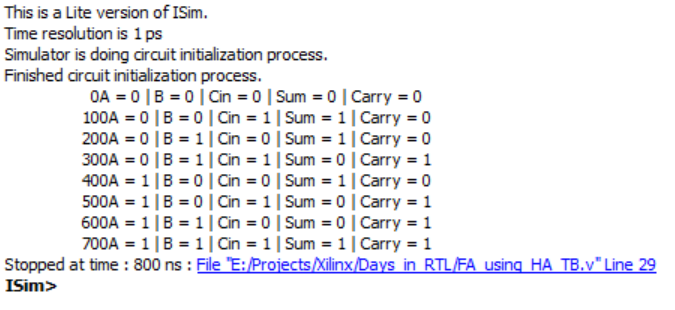 This is a Lite version of ISim.
Time resolution is 1 ps
Simulator is doing circuit initialization process.
Finished circuit initialization process.
0A = 0 | B = 0 | Cin = 0 | Sum = 0 | Carry = 0
100A = 0 | B = 0 | Cin = 1 | Sum = 1 | Carry = 0
200A = 0 | B = 1 | Cin = 0 | Sum = 1 | Carry = 0
300A = 0 | B = 1 | Cin = 1 | Sum = 0 | Carry = 1
400A = 1 | B = 0 | Cin = 0 | Sum = 1 | Carry = 0
500A = 1 | B = 0 | Cin = 1 | Sum = 0 | Carry = 1
600A = 1 | B = 1 | Cin = 0 | Sum = 0 | Carry = 1
700A = 1 | B = 1 | Cin = 1 | Sum = 1 | Carry = 1
Stopped at time : 800 ns : File "E:/Projects/Xilinx/Days_in_RTL/FA_using_HA_TB.v" Line 29
ISim>